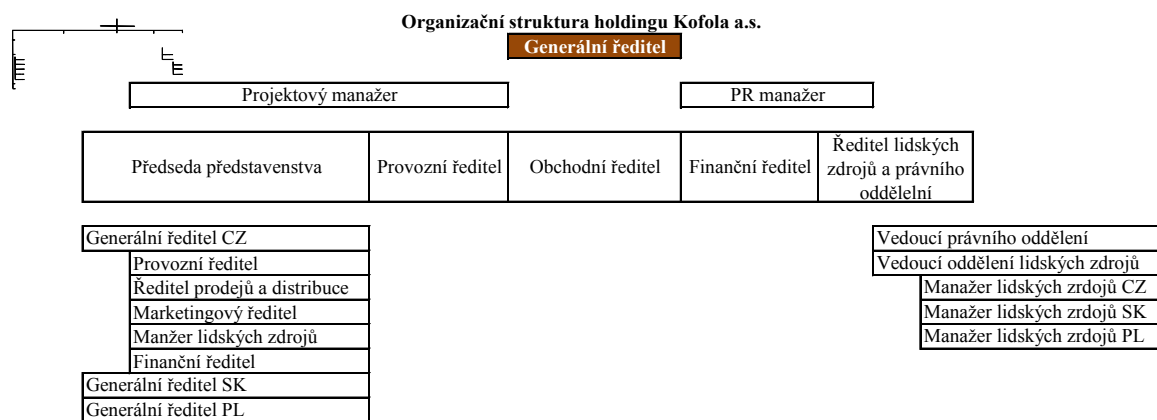 Organizační struktura holdingu Kofola a.s.
Generální ředitel
Projektový manažer
PR manažer
Předseda představenstva
Provozní ředitel
Obchodní ředitel
Finanční ředitel
Ředitel lidských
zdrojů a právního
oddělelní
Generální ředitel CZ
Provozní ředitel
Ředitel prodejů a distribuce
Marketingový ředitel
Manžer lidských zdrojů
Finanční ředitel
Generální ředitel SK
Generální ředitel PL
Vedoucí právního oddělení
Vedoucí oddělení lidských zdrojů
Manažer lidských zrdojů CZ
Manažer lidských zrdojů SK
Manažer lidských zrdojů PL